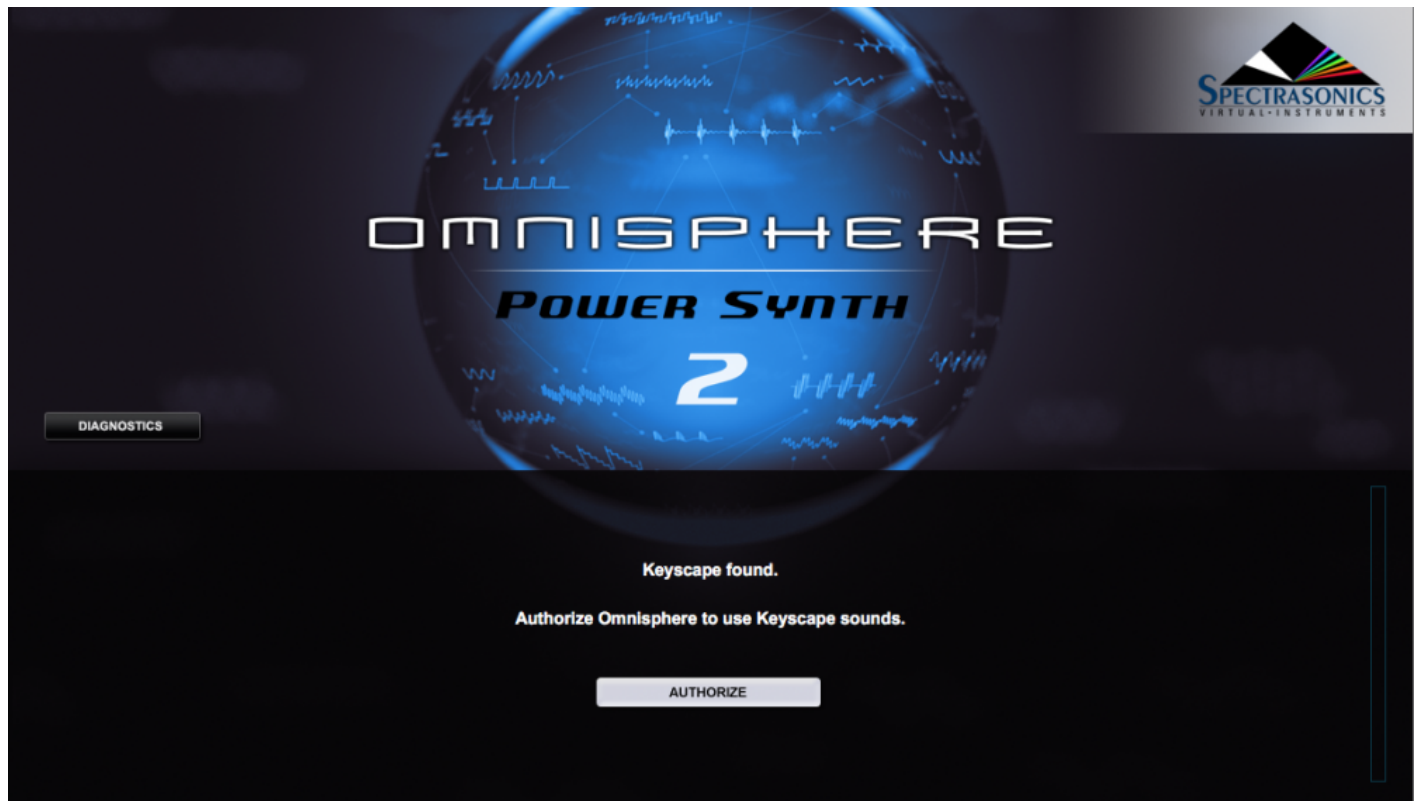 SPECTRASONICS
VIRTUAL•INSTRUMENTS
OMNISPHERE
POWER SYNTH
2
DIAGNOSTICS
Keyscape found.
Authorize Omnisphere to use Keyscape sounds.
AUTHORIZE